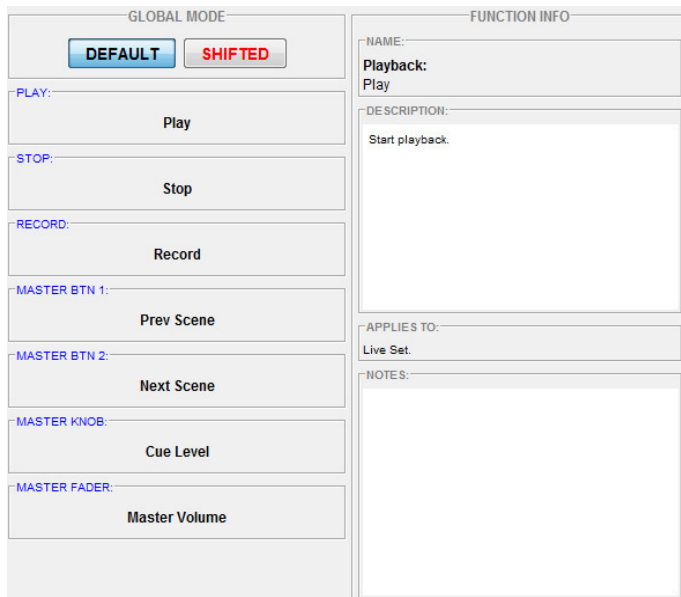 GLOBAL MODE
DEFAULT SHIFTED
PLAY:
Play
STOP:
Stop
RECORD:
Record
MASTER BTN 1:
Prev Scene
MASTER BTN 2:
Next Scene
MASTER KNOB:
Cue Level
MASTER FADER:
Master Volume
FUNCTION INFO
NAME:
Playback:
Play
DESCRIPTION:
Start playback.
APPLIES TO:
Live Set.
NOTES: